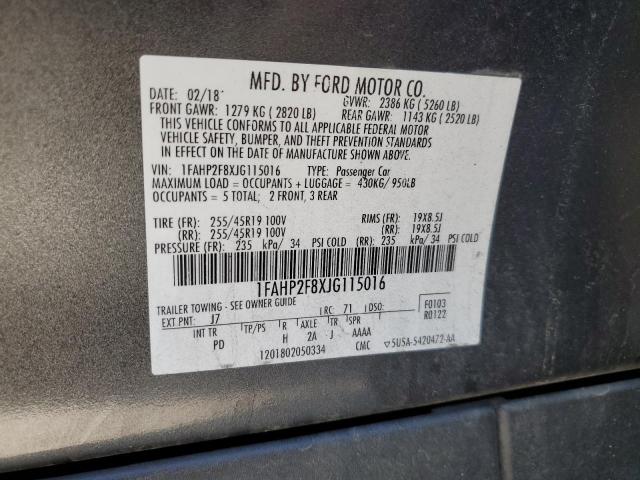 MFD. BY FORD MOTOR CO.
DATE: 02/18 GVWR: 2386 KG ( 5260 LB)
FRONT GAWR: 1279 KG ( 2820 LB) REAR GAWR: 1143 KG ( 2520 LB)
THIS VEHICLE CONFORMS TO ALL APPLICABLE FEDERAL MOTOR
VEHICLE SAFETY, BUMPER, AND THEFT PREVENTION STANDARDS
IN EFFECT ON THE DATE OF MANUFACTURE SHOWN ABOVE.
VIN: 1FAHP2F8XJG115016 TYPE: Passenger Car
MAXIMUM LOAD = OCCUPANTS + LUGGAGE = 430KG/ 950LB
OCCUPANTS = 5 TOTAL; 2 FRONT, 3 REAR
TIRE (FR): 255/45R19 100V RIMS (FR): 19X8.5J
(RR): 255/45R19 100V (RR): 19X8.5J
PRESSURE (FR): 235 kPa/ 34 PSI COLD (RR): 235 kPa/ 34 PSI COLD
1FAHP2F8XJG115016
TRAILER TOWING - SEE OWNER GUIDE
EXT PNT: J7 RC: 71 DSO: F0103
INT TR TP/PS R AXLE TR SPR R0122
PD H 2A J AAAA
1201802050334 CMC ▽5USA-5420472-AA